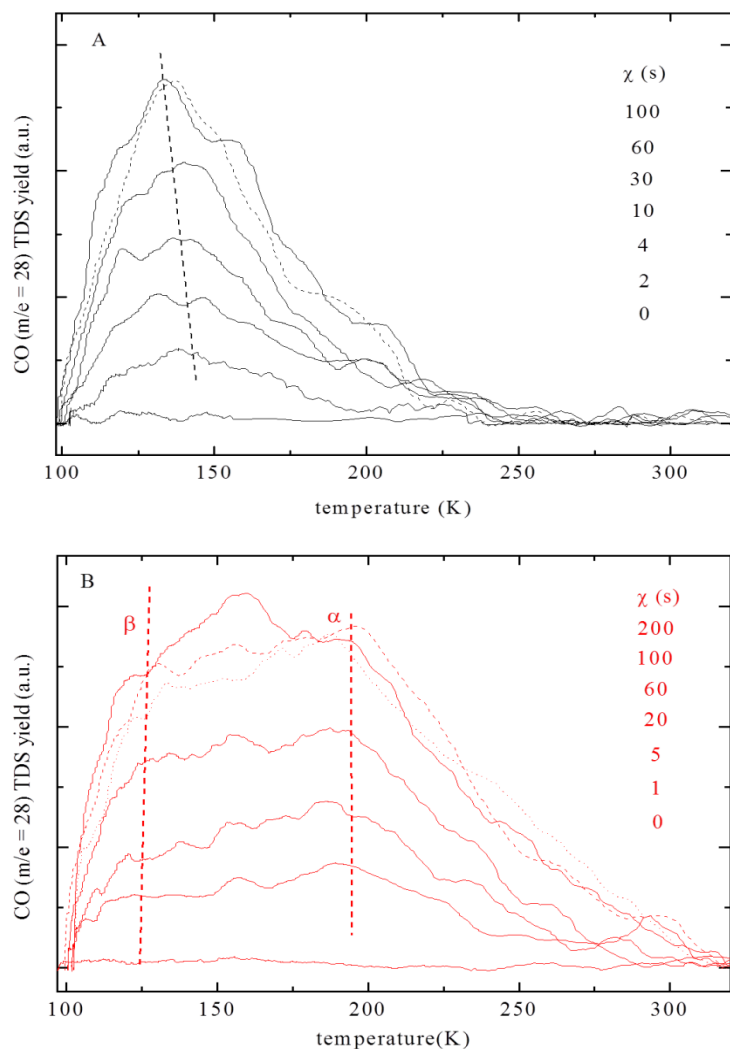 A
χ (s)
100
60
30
10
4
2
0
CO (m/e = 28) TDS yield (a.u.)
100 150 200 250 300
temperature (K)
B
β
α
χ (s)
200
100
60
20
5
1
0
CO (m/e = 28) TDS yield (a.u.)
100 150 200 250 300
temperature(K)